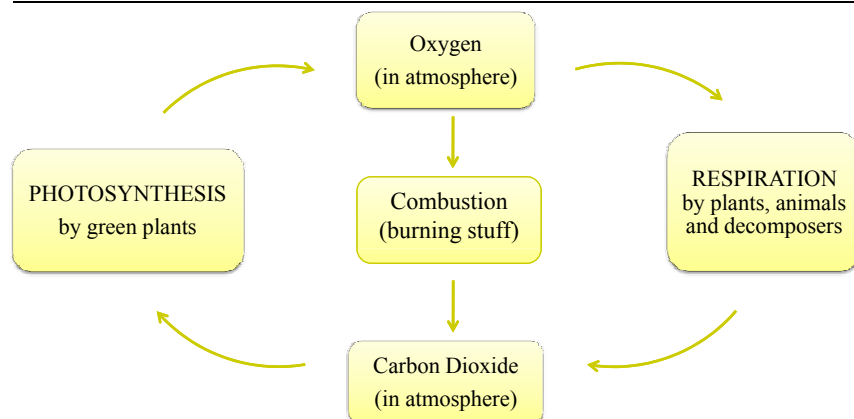 Oxygen
(in atmosphere)
PHOTOSYNTHESIS
by green plants
Combustion
(burning stuff)
RESPIRATION
by plants, animals
and decomposers
Carbon Dioxide
(in atmosphere)